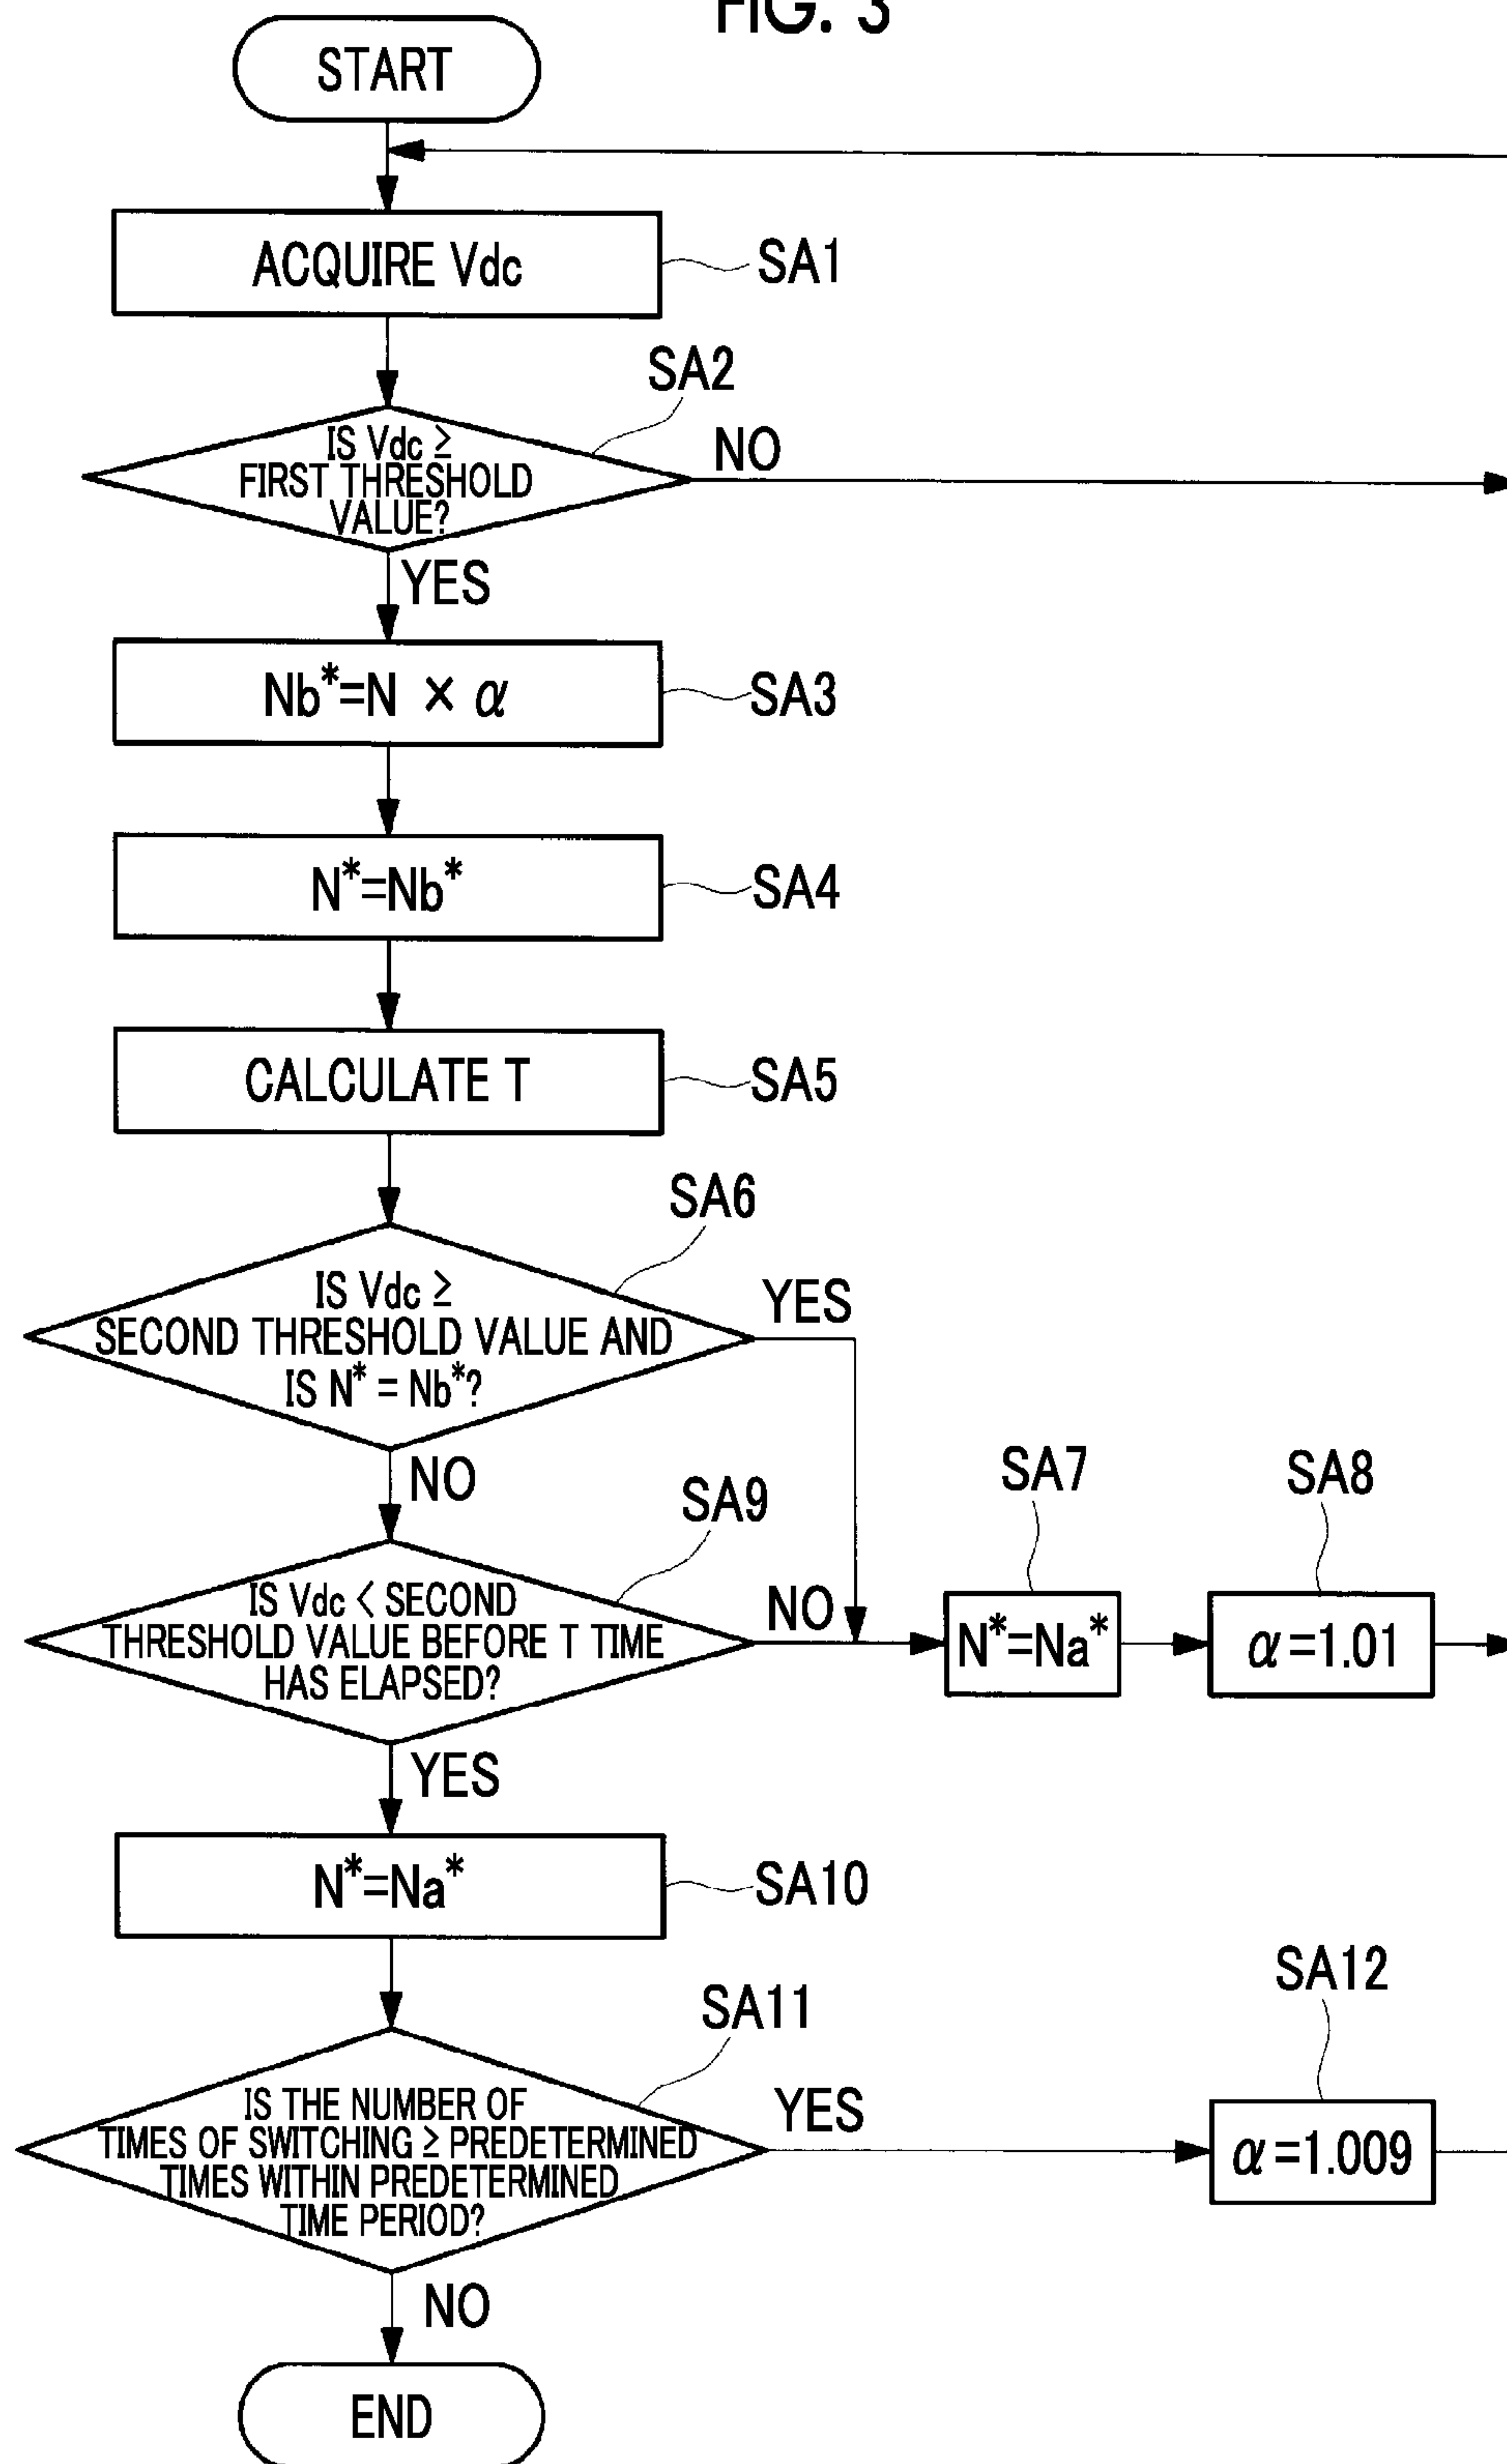 FIG. 3
START
ACQUIRE Vdc
SA1
SA2
IS Vdc ≥
FIRST THRESHOLD
VALUE?
NO
YES
Nb*=N × α
SA3
N*=Nb*
SA4
CALCULATE T
SA5
SA6
IS Vdc ≥
SECOND THRESHOLD VALUE AND
IS N* = Nb*?
YES
NO
SA9
IS Vdc < SECOND
THRESHOLD VALUE BEFORE T TIME
HAS ELAPSED?
NO
SA7
N*=Na*
SA8
α=1.01
YES
N*=Na*
SA10
SA11
IS THE NUMBER OF
TIMES OF SWITCHING ≥ PREDETERMINED
TIMES WITHIN PREDETERMINED
TIME PERIOD?
YES
SA12
α=1.009
NO
END